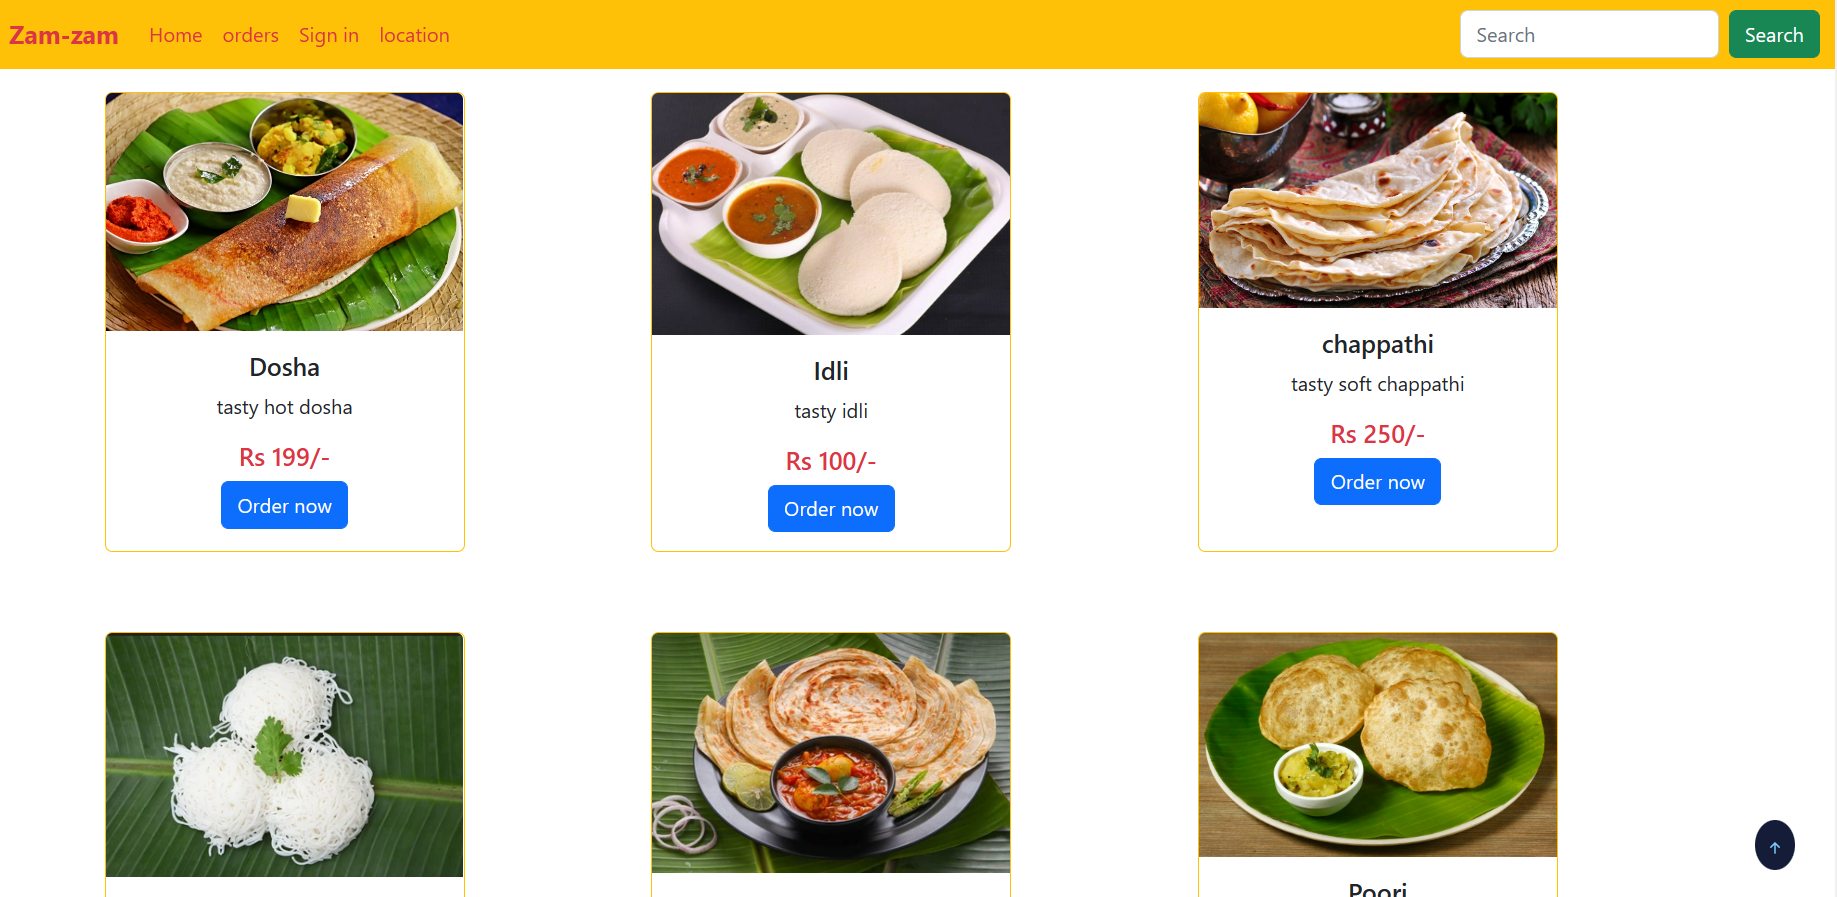 Zam-zam Home orders Sign in location Search Search
Dosha
tasty hot dosha
Rs 199/-
Order now
Idli
tasty idli
Rs 100/-
Order now
chappathi
tasty soft chappathi
Rs 250/-
Order now
Poori